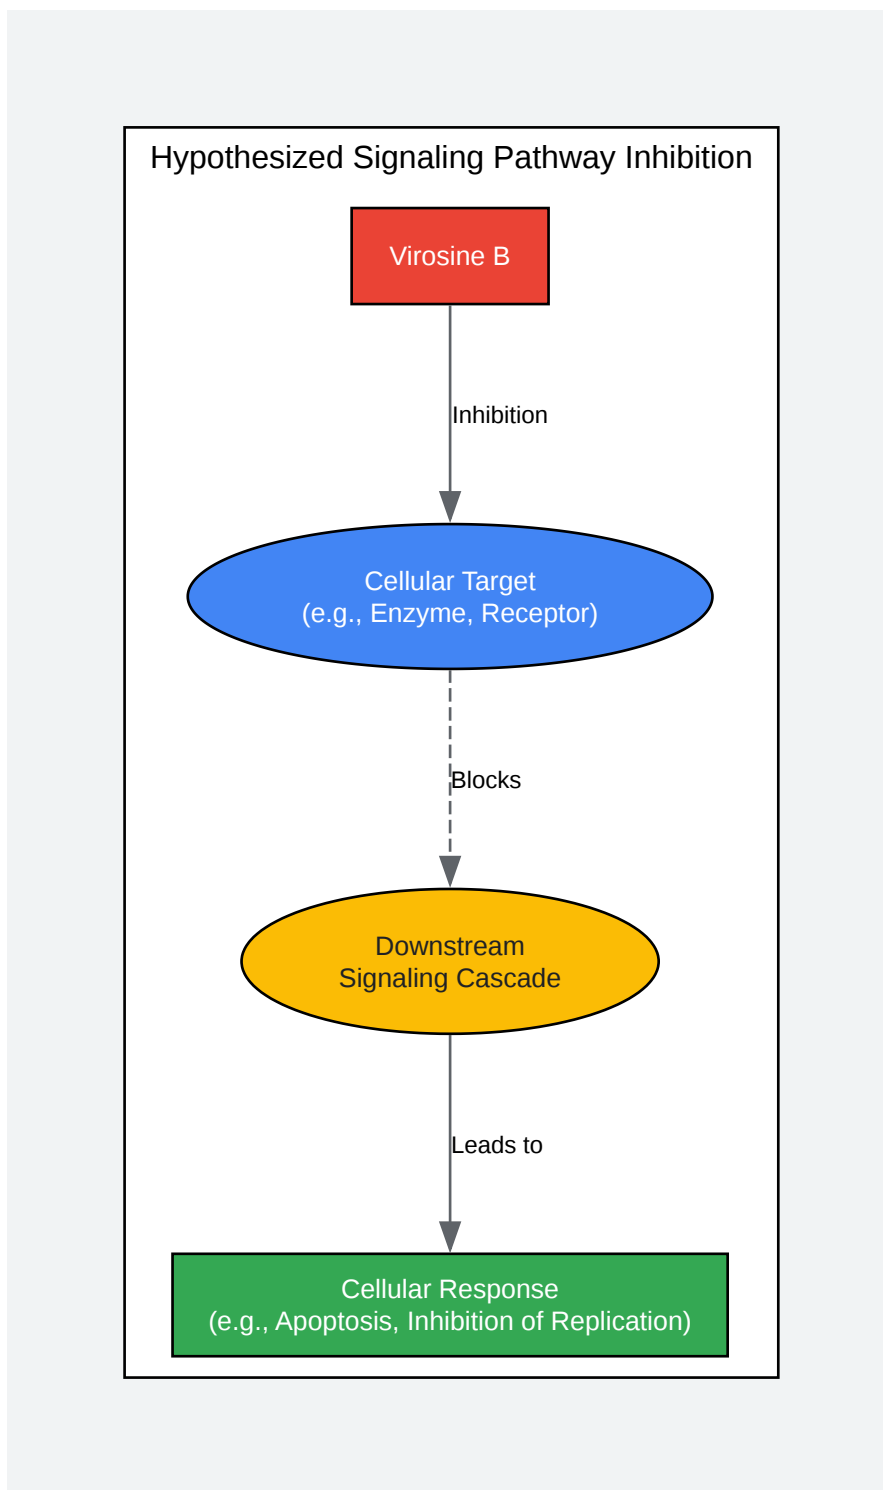 Hypothesized Signaling Pathway Inhibition
Virosine B
Inhibition
Cellular Target
(e.g., Enzyme, Receptor)
Blocks
Downstream
Signaling Cascade
Leads to
Cellular Response
(e.g., Apoptosis, Inhibition of Replication)